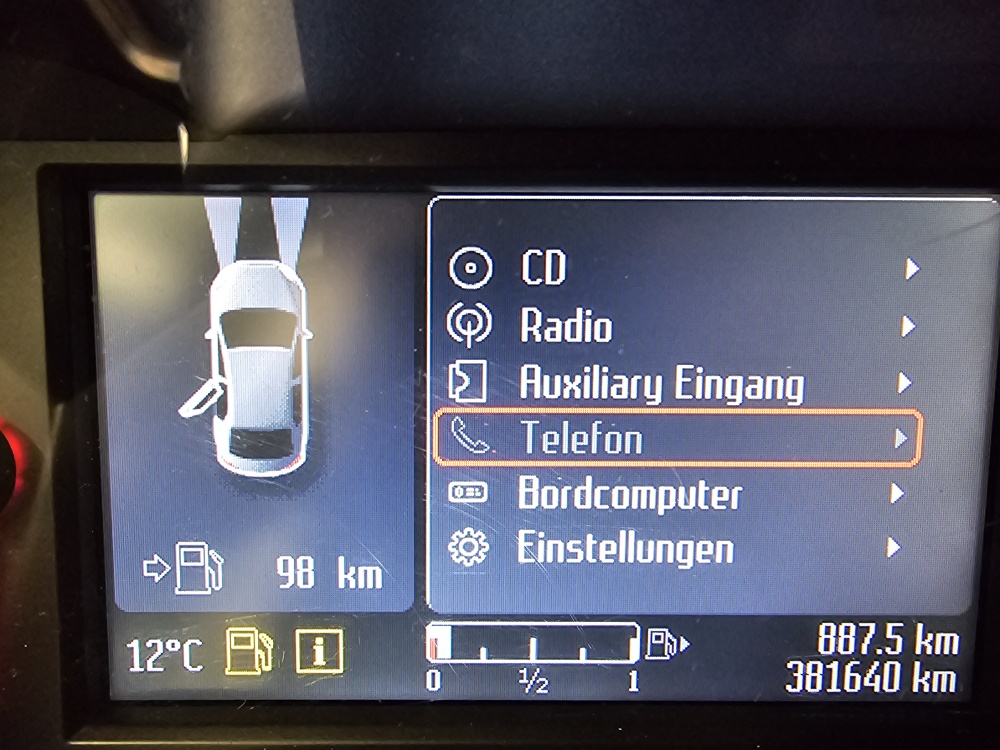 CD
Radio
Auxiliary Eingang
Telefon
Bordcomputer
Einstellungen
98 km
12°C i
0 ½ 1
887.5 km
381640 km